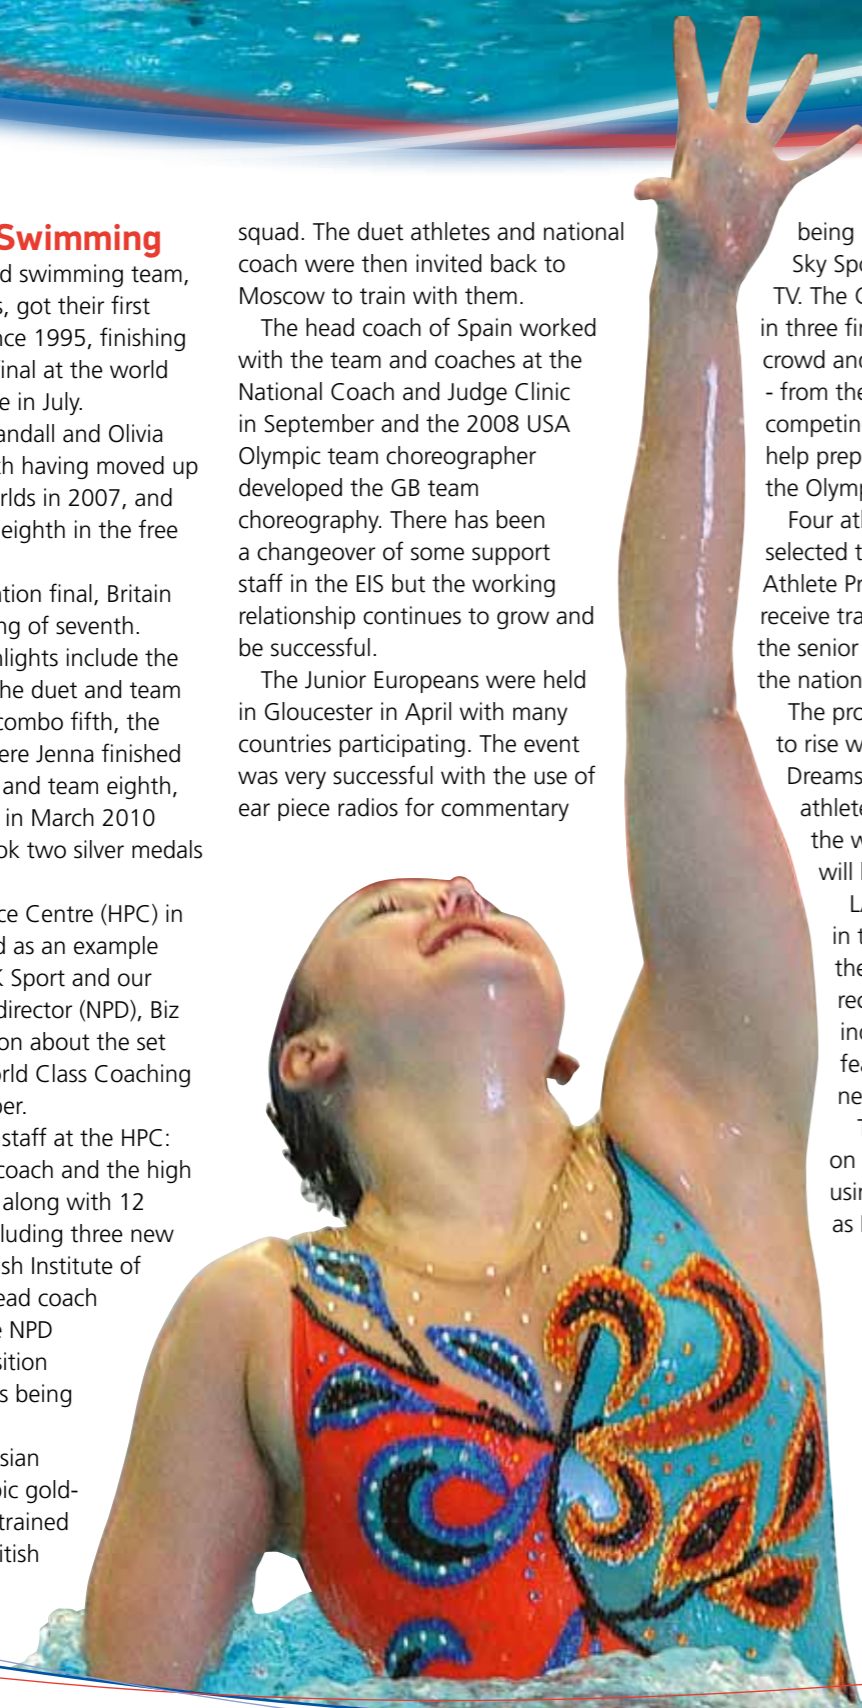 Swimming
d swimming team,
s, got their first
nce 1995, finishing
final at the world
e in July.
andall and Olivia
th having moved up
rlds in 2007, and
eighth in the free
tion final, Britain
ng of seventh.
hlights include the
he duet and team
combo fifth, the
ere Jenna finished
and team eighth,
in March 2010
ok two silver medals
ce Centre (HPC) in
d as an example
K Sport and our
director (NPD), Biz
on about the set
orld Class Coaching
ber.
staff at the HPC:
coach and the high
along with 12
cluding three new
sh Institute of
ead coach
e NPD
sition
s being
sian
pic gold-
trained
itish
squad. The duet athletes and national
coach were then invited back to
Moscow to train with them.
The head coach of Spain worked
with the team and coaches at the
National Coach and Judge Clinic
in September and the 2008 USA
Olympic team choreographer
developed the GB team
choreography. There has been
a changeover of some support
staff in the EIS but the working
relationship continues to grow and
be successful.
The Junior Europeans were held
in Gloucester in April with many
countries participating. The event
was very successful with the use of
ear piece radios for commentary
being
Sky Spo
TV. The
in three fin
crowd and
- from the
competin
help prep
the Olymp
Four at
selected t
Athlete Pr
receive tra
the senior
the nation
The pro
to rise w
Dreams
athlete
the w
will
L
in t
the
rec
inc
fea
ne
T
on
usin
as